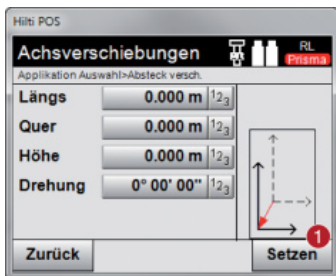 Hilti POS
Achsverschiebungen
RL
Prisma
Applikation Auswahl>Absteck versch.
Längs 0.000 m 123
Quer 0.000 m 123
Höhe 0.000 m 123
Drehung 0° 00' 00" 123
1
Zurück Setzen